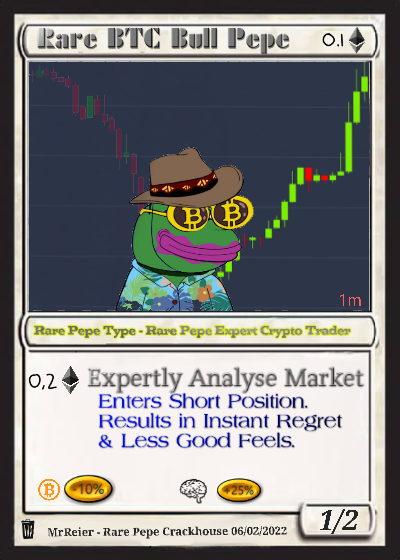 Rare BTC Bull Pepe 0.1
1m
Rare Pepe Type - Rare Pepe Expert Crypto Trader
0,2 Expertly Analyse Market
Enters Short Position.
Results in Instant Regret
& Less Good Feels.
+10% +25%
1/2
MrReier - Rare Pepe Crackhouse 06/02/2022